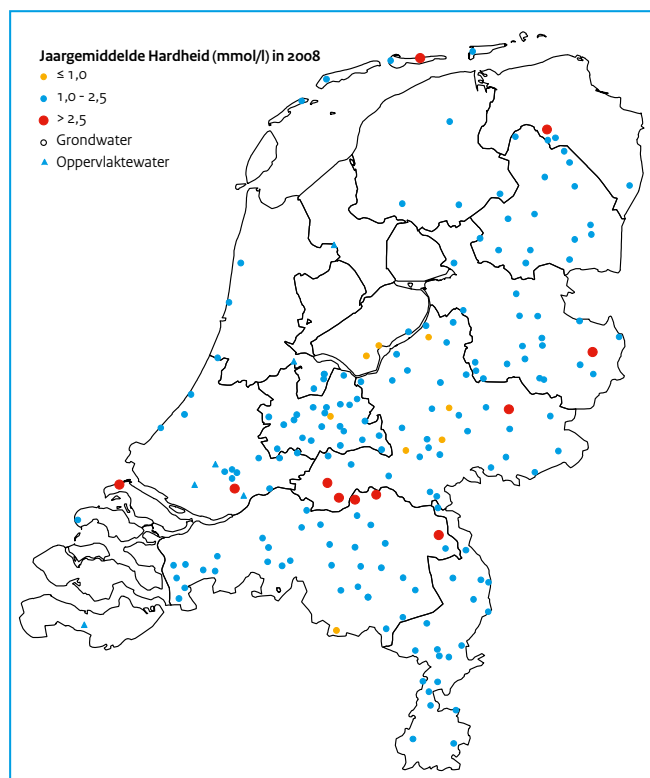 Jaargemiddelde Hardheid (mmol/l) in 2008
≤ 1,0
1,0 - 2,5
> 2,5
Grondwater
Oppervlaktewater